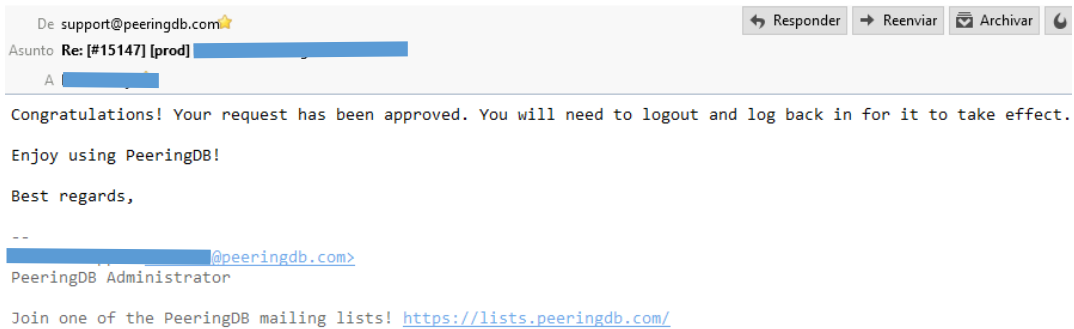 De support@peeringdb.com
Responder Reenviar Archivar
Asunto Re: [#15147] [prod]
A
Congratulations! Your request has been approved. You will need to logout and log back in for it to take effect.
Enjoy using PeeringDB!
Best regards,
--
@peeringdb.com>
PeeringDB Administrator
Join one of the PeeringDB mailing lists! https://lists.peeringdb.com/